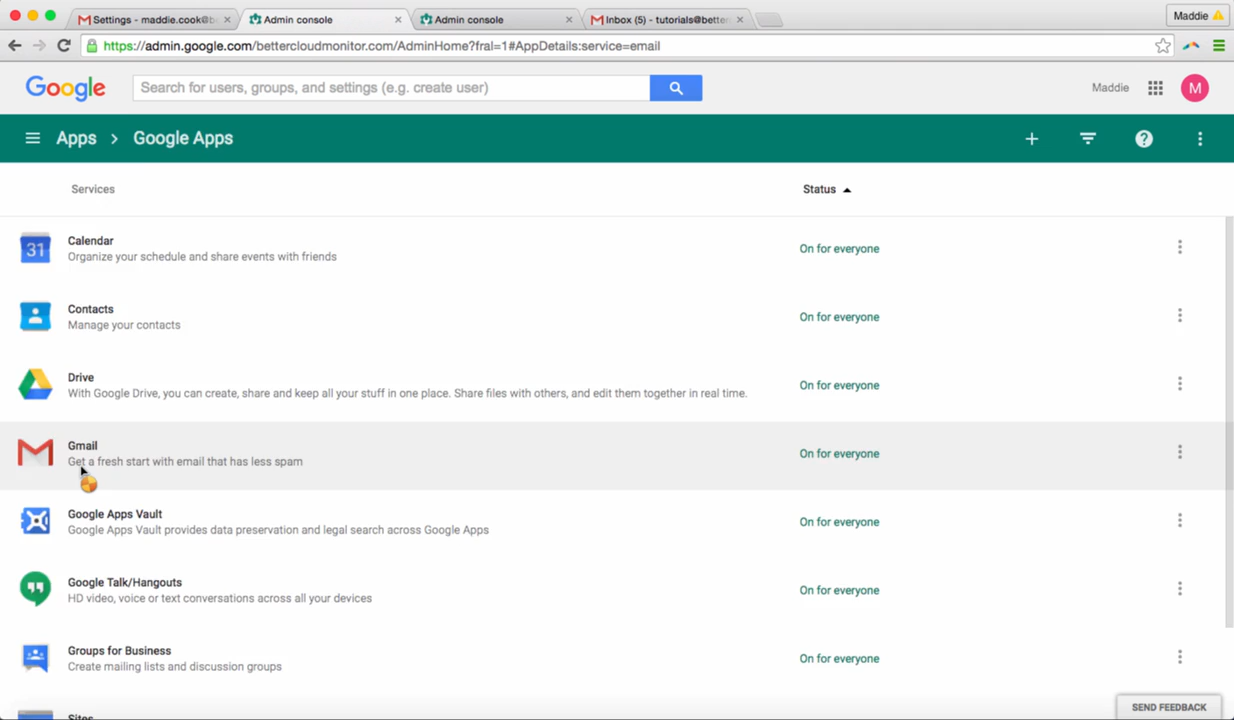 Settings - maddie.cook@b
Admin console
Admin console
Inbox (5) - tutorials@better
Maddie
https://admin.google.com/bettercloudmonitor.com/AdminHome?fral=1#AppDetails:service=email
Google
Search for users, groups, and settings (e.g. create user)
Maddie
M
Apps > Google Apps
Services
Status
31
Calendar
Organize your schedule and share events with friends
On for everyone
Contacts
Manage your contacts
On for everyone
Drive
With Google Drive, you can create, share and keep all your stuff in one place. Share files with others, and edit them together in real time.
On for everyone
Gmail
Get a fresh start with email that has less spam
On for everyone
Google Apps Vault
Google Apps Vault provides data preservation and legal search across Google Apps
On for everyone
Google Talk/Hangouts
HD video, voice or text conversations across all your devices
On for everyone
Groups for Business
Create mailing lists and discussion groups
On for everyone
Sites
SEND FEEDBACK